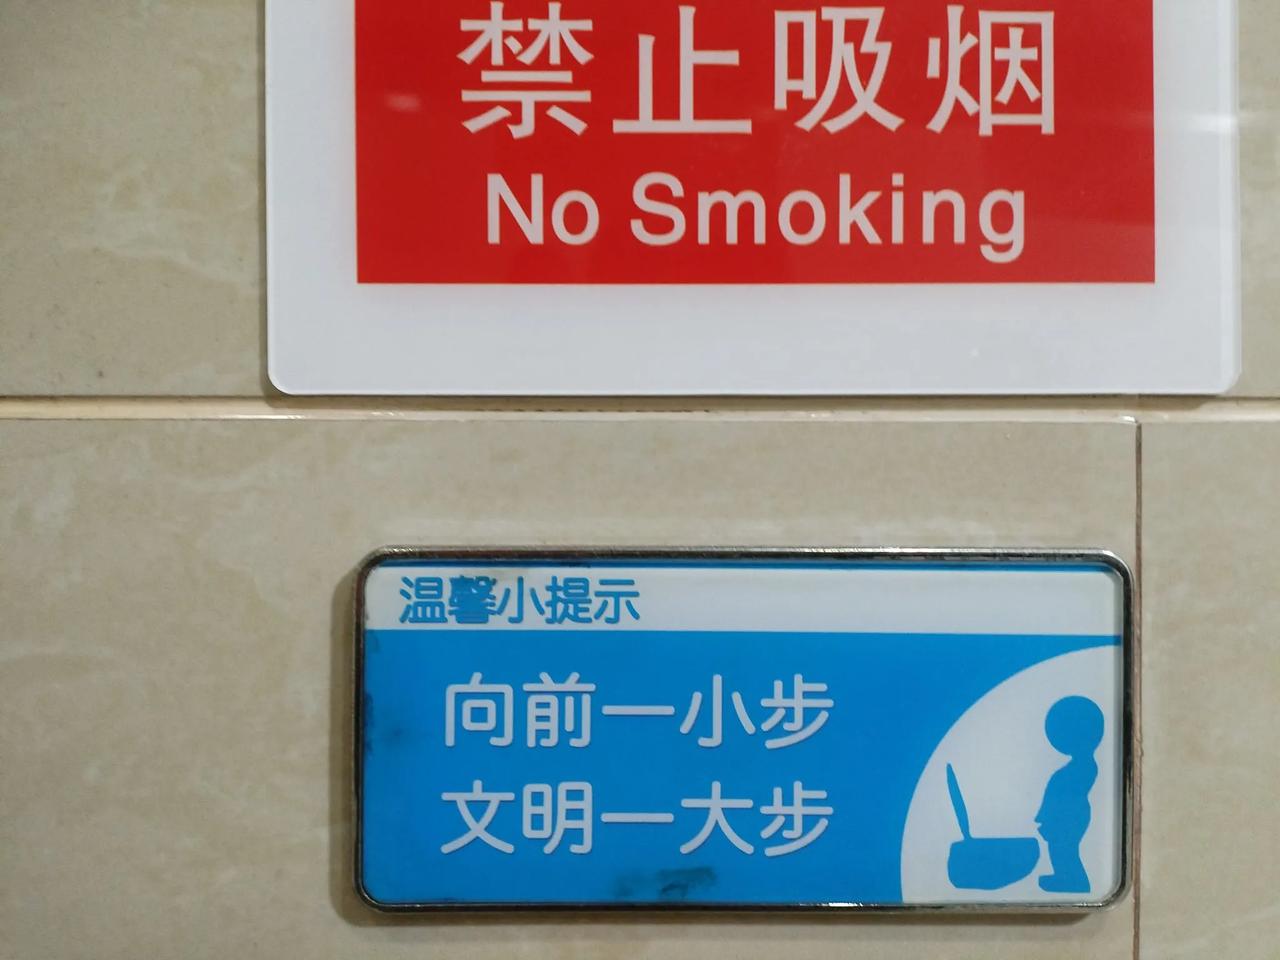 禁止吸烟
No Smoking
温馨小提示
向前一小步
文明一大步